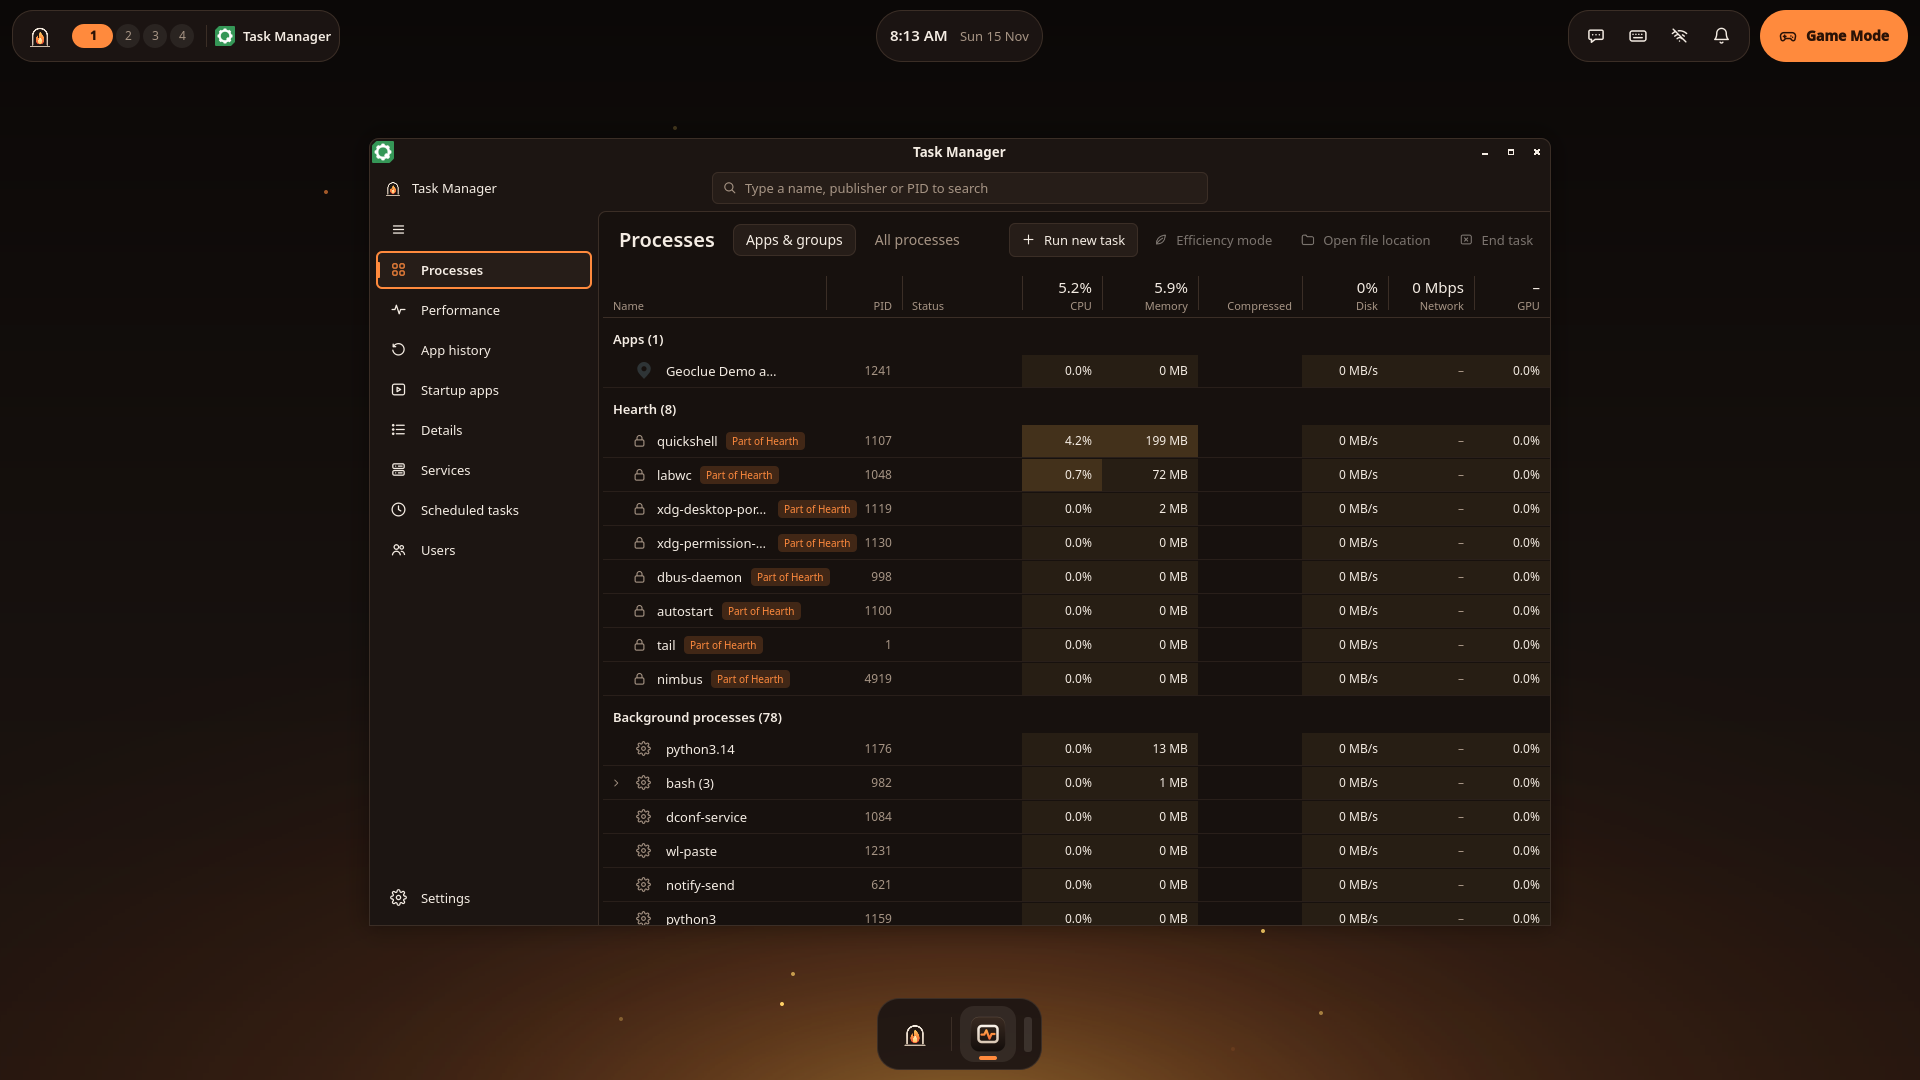 1 2 3 4 Task Manager
8:13 AM Sun 15 Nov
Game Mode
Task Manager
Task Manager
Type a name, publisher or PID to search
Processes
Performance
App history
Startup apps
Details
Services
Scheduled tasks
Users
Settings
Processes Apps & groups All processes Run new task Efficiency mode Open file location End task
5.2% 5.9% 0% 0 Mbps –
Name PID Status CPU Memory Compressed Disk Network GPU
Apps (1)
Geoclue Demo a... 1241 0.0% 0 MB 0 MB/s – 0.0%
Hearth (8)
quickshell Part of Hearth 1107 4.2% 199 MB 0 MB/s – 0.0%
labwc Part of Hearth 1048 0.7% 72 MB 0 MB/s – 0.0%
xdg-desktop-por... Part of Hearth 1119 0.0% 2 MB 0 MB/s – 0.0%
xdg-permission-... Part of Hearth 1130 0.0% 0 MB 0 MB/s – 0.0%
dbus-daemon Part of Hearth 998 0.0% 0 MB 0 MB/s – 0.0%
autostart Part of Hearth 1100 0.0% 0 MB 0 MB/s – 0.0%
tail Part of Hearth 1 0.0% 0 MB 0 MB/s – 0.0%
nimbus Part of Hearth 4919 0.0% 0 MB 0 MB/s – 0.0%
Background processes (78)
python3.14 1176 0.0% 13 MB 0 MB/s – 0.0%
bash (3) 982 0.0% 1 MB 0 MB/s – 0.0%
dconf-service 1084 0.0% 0 MB 0 MB/s – 0.0%
wl-paste 1231 0.0% 0 MB 0 MB/s – 0.0%
notify-send 621 0.0% 0 MB 0 MB/s – 0.0%
python3 1159 0.0% 0 MB 0 MB/s – 0.0%